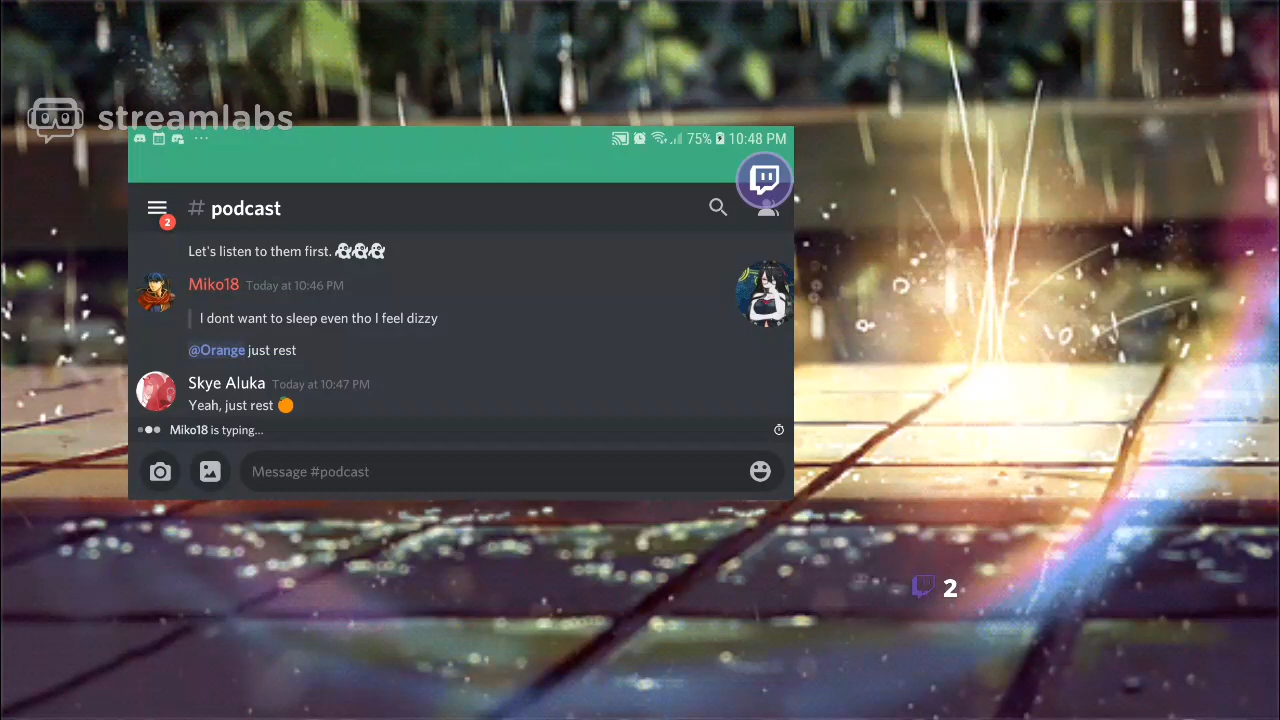 streamlabs
75% 10:48 PM
2
# podcast
Let's listen to them first.
Miko18 Today at 10:46 PM
I dont want to sleep even tho I feel dizzy
@Orange just rest
Skye Aluka Today at 10:47 PM
Yeah, just rest
Miko18 is typing...
Message #podcast
2